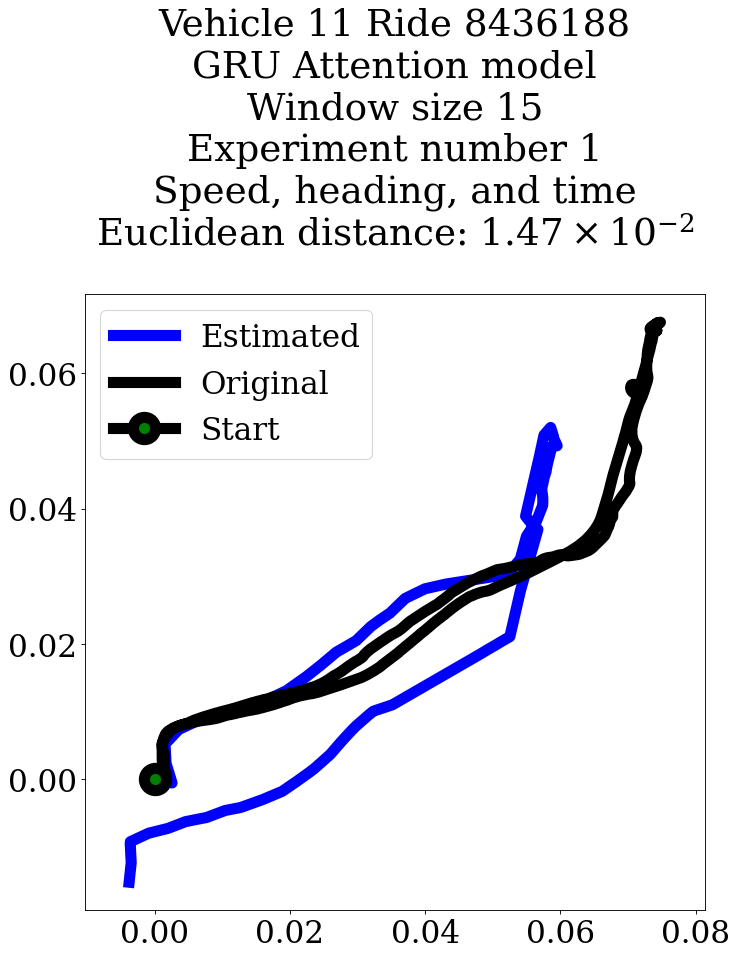 Vehicle 11 Ride 8436188
GRU Attention model
Window size 15
Experiment number 1
Speed, heading, and time
Euclidean distance: 1.47 × 10⁻²
Estimated
Original
Start
0.06
0.04
0.02
0.00
0.00 0.02 0.04 0.06 0.08